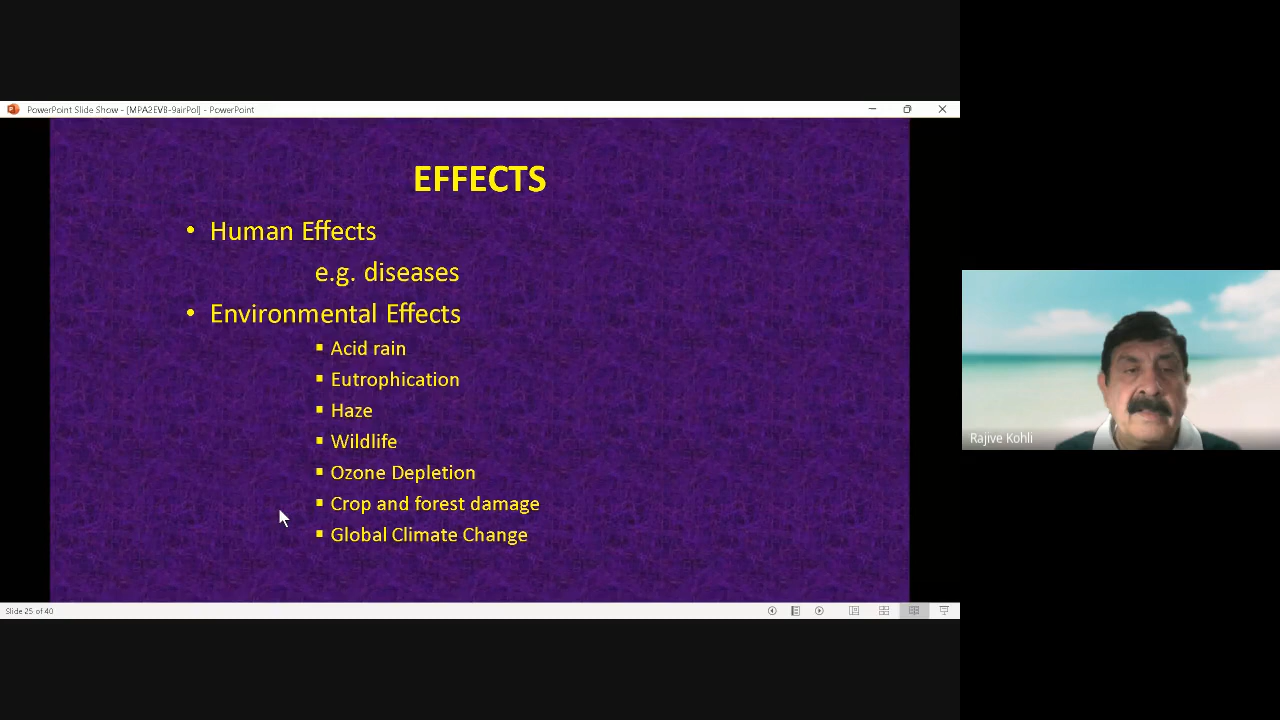 PowerPoint Slide Show - [MPA2EVB-9airPol] - PowerPoint
EFFECTS
• Human Effects
e.g. diseases
• Environmental Effects
▪ Acid rain
▪ Eutrophication
▪ Haze
▪ Wildlife
▪ Ozone Depletion
▪ Crop and forest damage
▪ Global Climate Change
Slide 25 of 40
Rajive Kohli